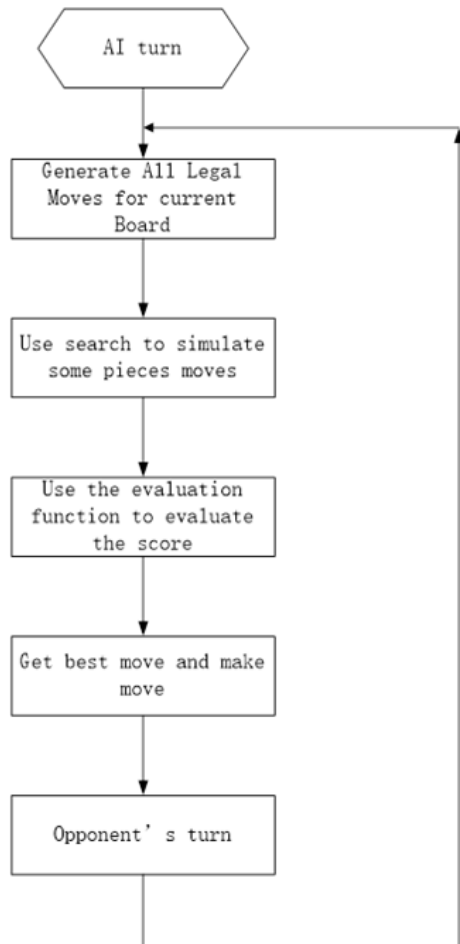 AI turn
Generate All Legal
Moves for current
Board
Use search to simulate
some pieces moves
Use the evaluation
function to evaluate
the score
Get best move and make
move
Opponent's turn